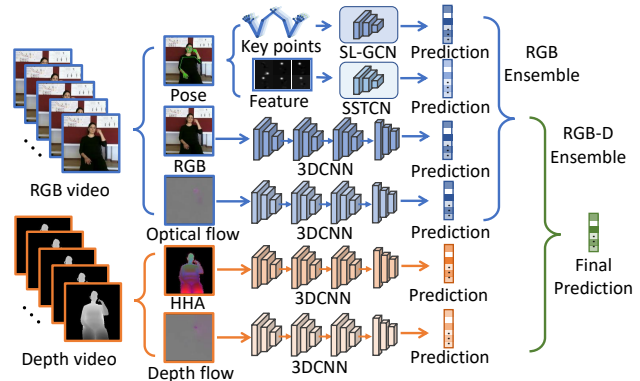 Key points
SL-GCN
Prediction
RGB
Ensemble
Pose
Feature
SSTCN
Prediction
RGB-D
Ensemble
RGB video
RGB
3DCNN
Prediction
Optical flow
3DCNN
Prediction
HHA
3DCNN
Prediction
Final
Prediction
Depth video
Depth flow
3DCNN
Prediction